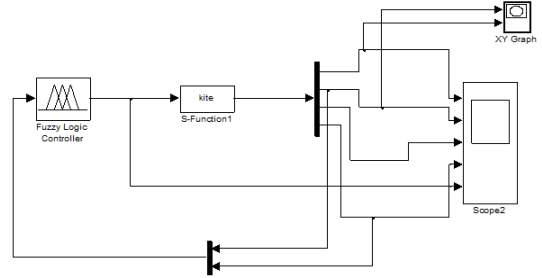 XY Graph
kite
Fuzzy Logic
Controller
S-Function1
Scope2